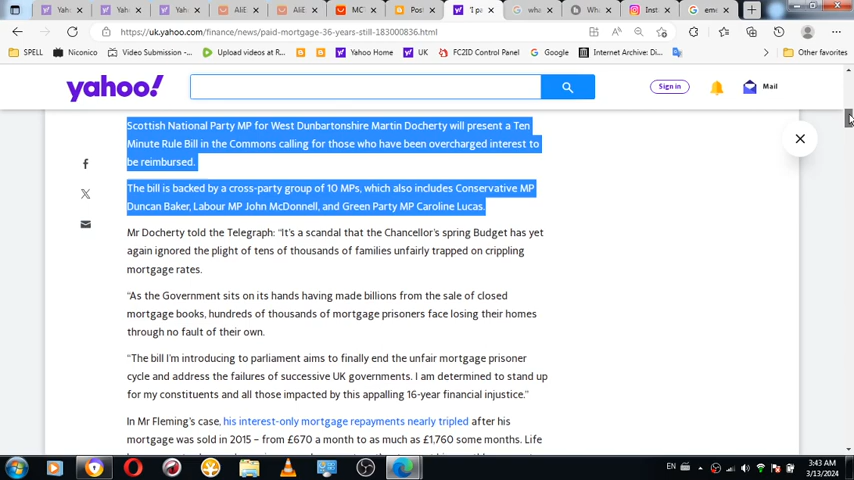 Yah
Yah
Yah
AliE
AliE
MC
Post
'I pa
wha
Wha
Inst
eme
https://uk.yahoo.com/finance/news/paid-mortgage-36-years-still-183000836.html
SPELL
Niconico
Video Submission -...
Upload videos at R...
Yahoo Home
UK
FC2ID Control Panel
Google
Internet Archive: Di...
Other favorites
yahoo!
Sign in
Mail
Scottish National Party MP for West Dunbartonshire Martin Docherty will present a Ten
Minute Rule Bill in the Commons calling for those who have been overcharged interest to
be reimbursed.
The bill is backed by a cross-party group of 10 MPs, which also includes Conservative MP
Duncan Baker, Labour MP John McDonnell, and Green Party MP Caroline Lucas.
Mr Docherty told the Telegraph: “It’s a scandal that the Chancellor’s spring Budget has yet
again ignored the plight of tens of thousands of families unfairly trapped on crippling
mortgage rates.
“As the Government sits on its hands having made billions from the sale of closed
mortgage books, hundreds of thousands of mortgage prisoners face losing their homes
through no fault of their own.
“The bill I’m introducing to parliament aims to finally end the unfair mortgage prisoner
cycle and address the failures of successive UK governments. I am determined to stand up
for my constituents and all those impacted by this appalling 16-year financial injustice.”
In Mr Fleming’s case, his interest-only mortgage repayments nearly tripled after his
mortgage was sold in 2015 – from £670 a month to as much as £1,760 some months. Life
EN
3:43 AM
3/13/2024